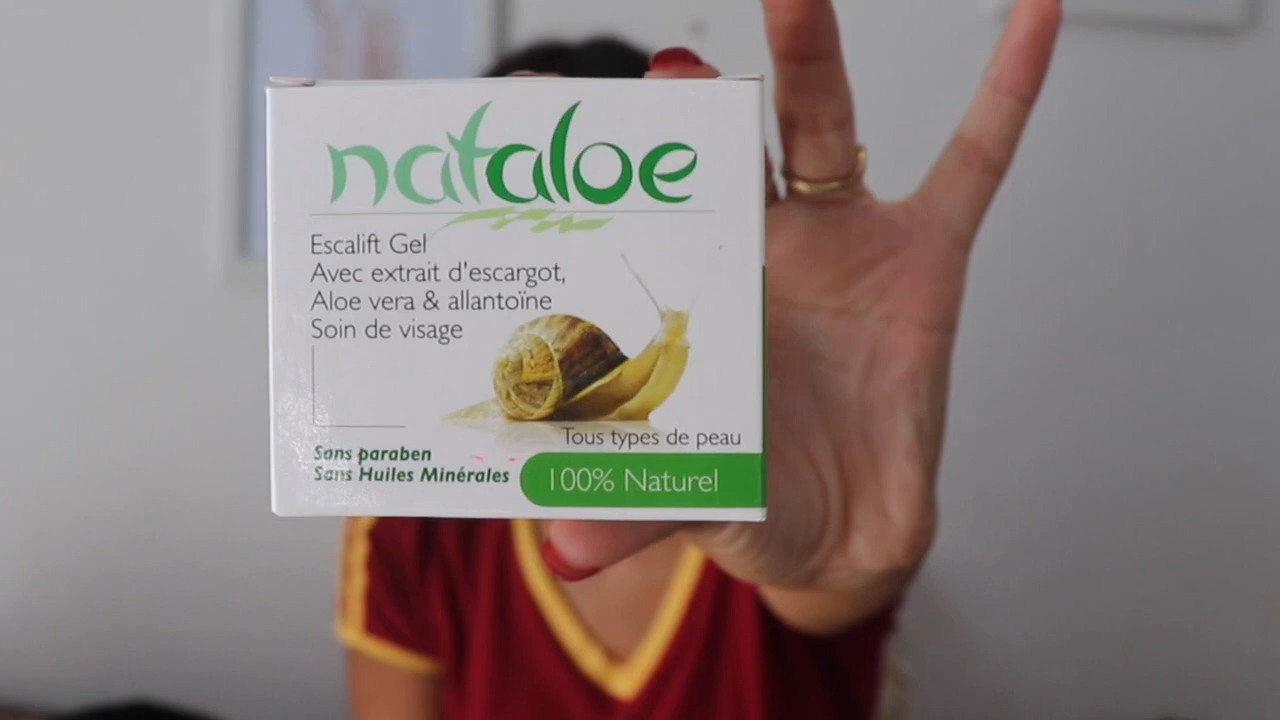 nataloe
Escalift Gel
Avec extrait d'escargot,
Aloe vera & allantoïne
Soin de visage
Tous types de peau
Sans paraben
Sans Huiles Minérales
100% Naturel